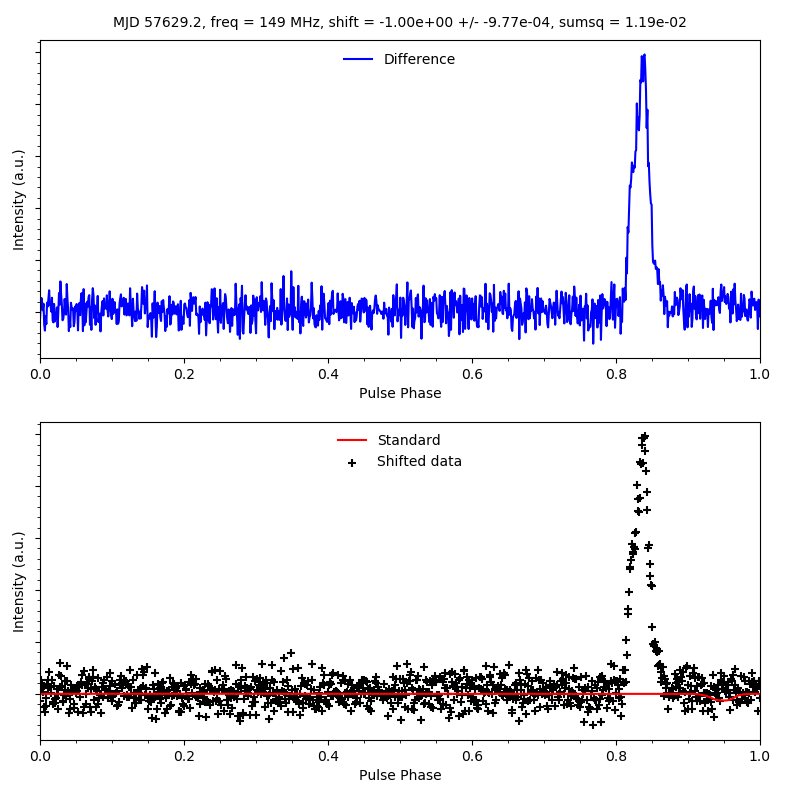 MJD 57629.2, freq = 149 MHz, shift = -1.00e+00 +/- -9.77e-04, sumsq = 1.19e-02
Difference
Intensity (a.u.)
0.0 0.2 0.4 0.6 0.8 1.0
Pulse Phase
Standard
Shifted data
Intensity (a.u.)
0.0 0.2 0.4 0.6 0.8 1.0
Pulse Phase